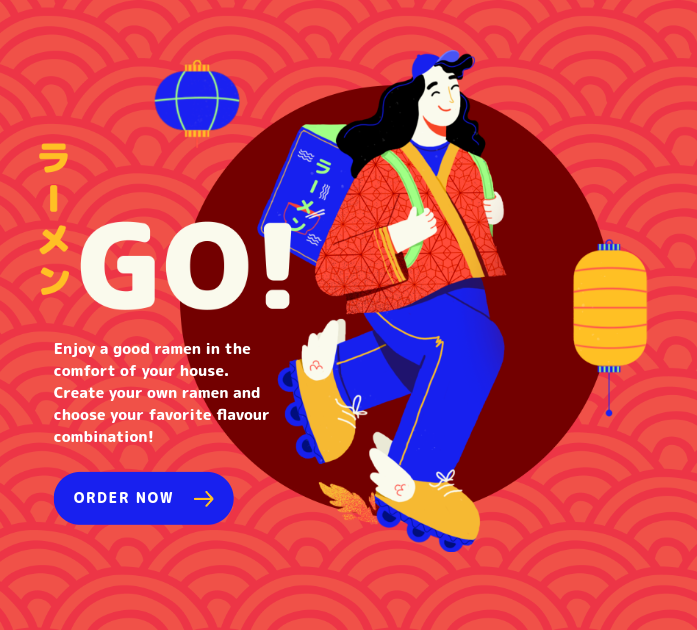 ラーメン
GO!
Enjoy a good ramen in the
comfort of your house.
Create your own ramen and
choose your favorite flavour
combination!
ORDER NOW
ラーメン